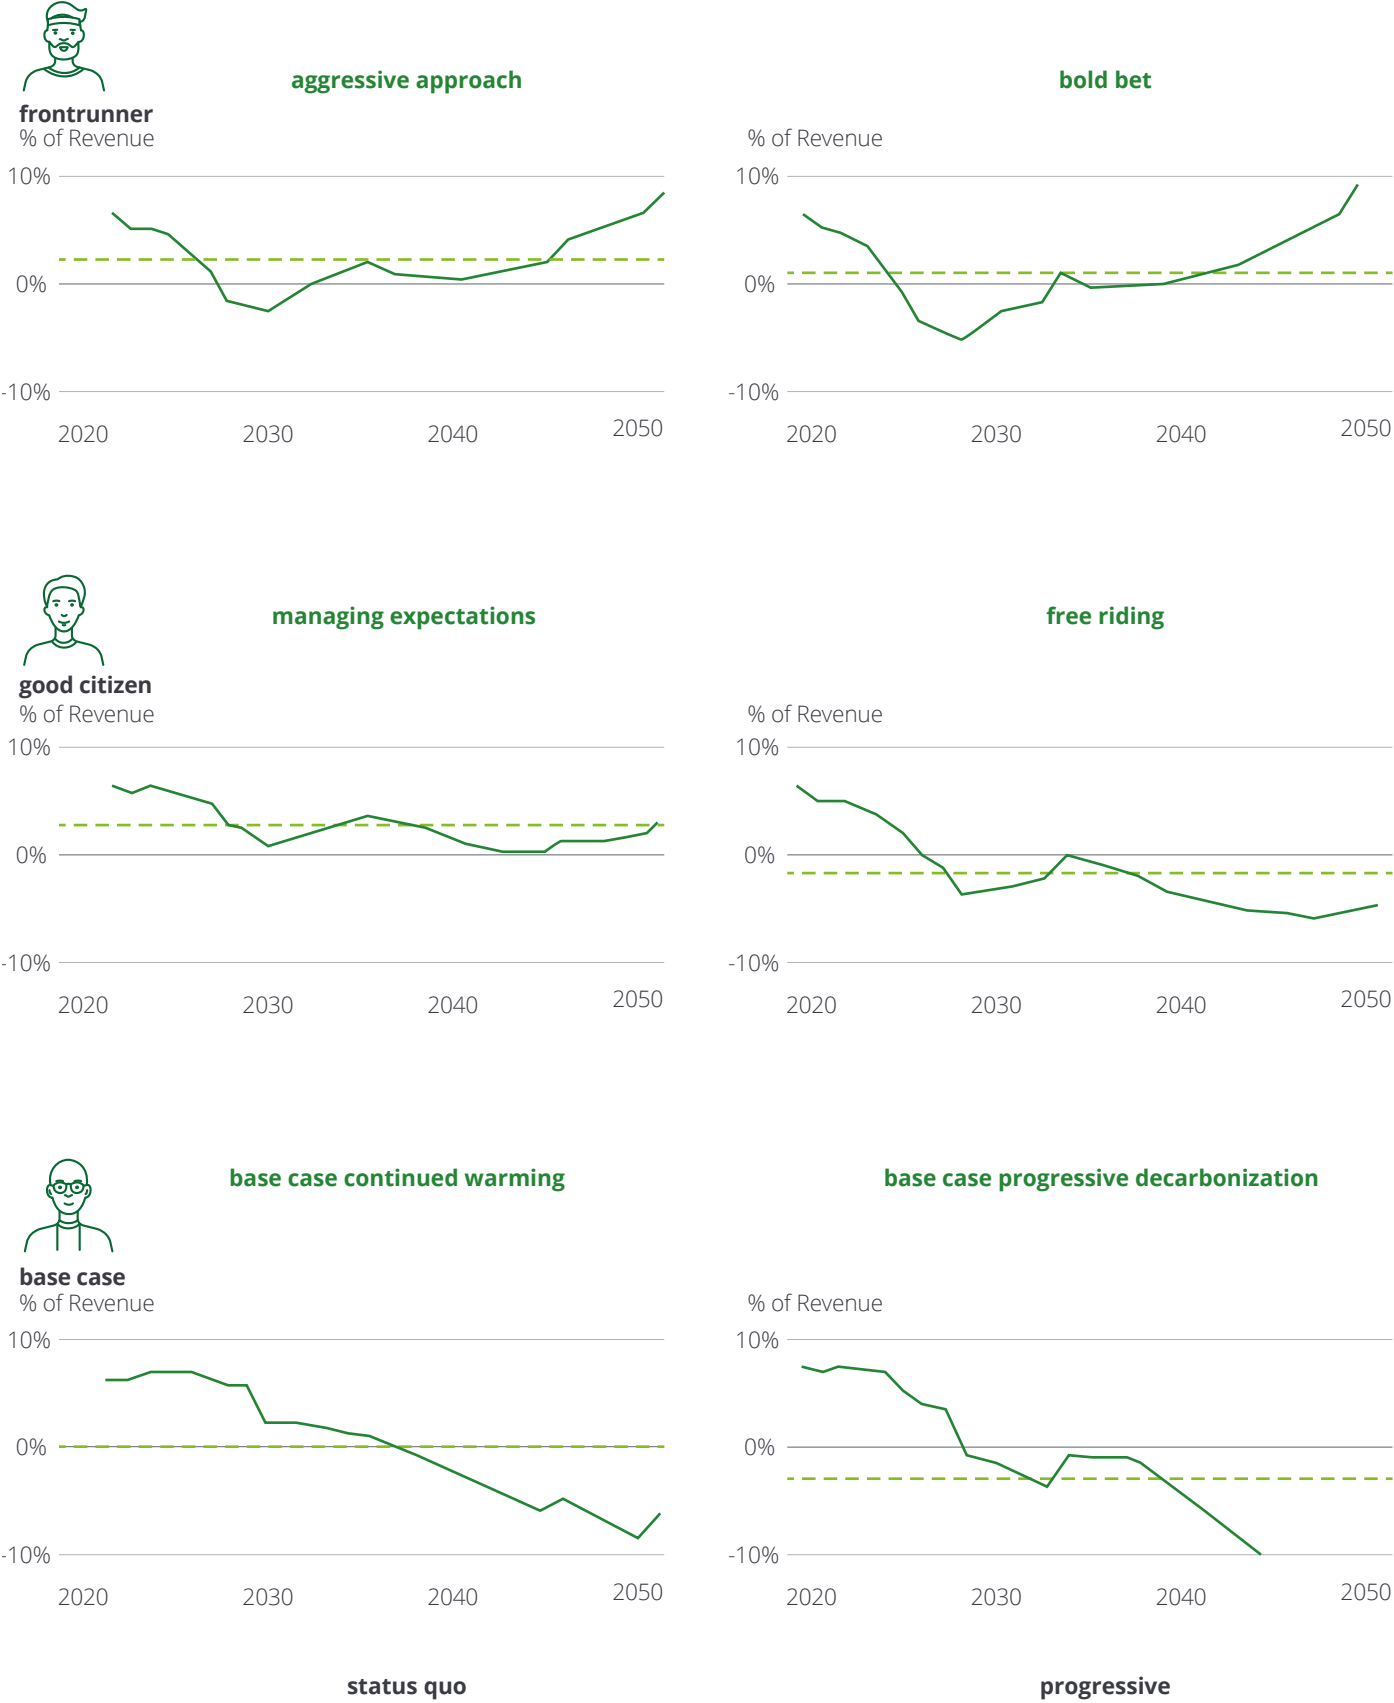 aggressive approach
bold bet
frontrunner
% of Revenue
% of Revenue
10%
0%
-10%
2020 2030 2040 2050
10%
0%
-10%
2020 2030 2040 2050
managing expectations
free riding
good citizen
% of Revenue
% of Revenue
10%
0%
-10%
2020 2030 2040 2050
10%
0%
-10%
2020 2030 2040 2050
base case continued warming
base case progressive decarbonization
base case
% of Revenue
% of Revenue
10%
0%
-10%
2020 2030 2040 2050
10%
0%
-10%
2020 2030 2040 2050
status quo
progressive